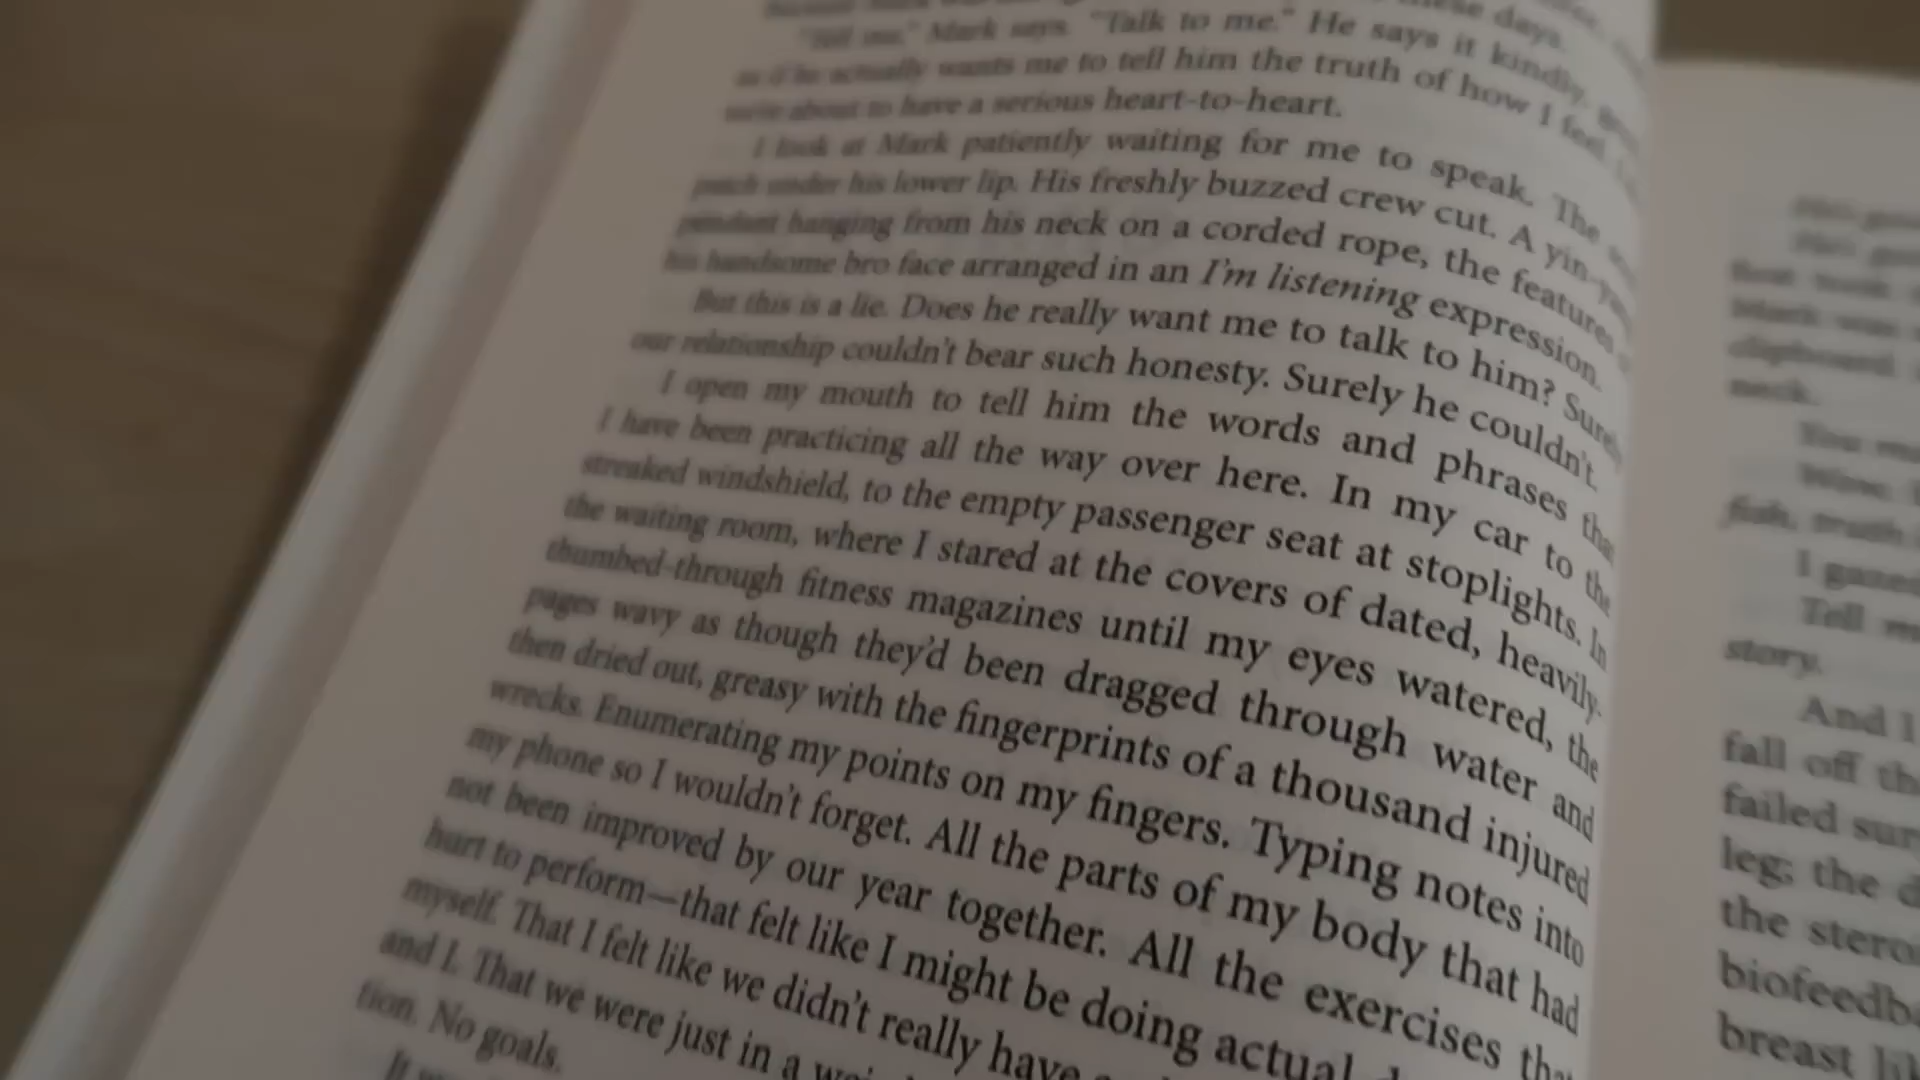 these days.
"Tell me," Mark says. "Talk to me." He says it kindly,
as if he actually wants me to tell him the truth of how I feel.
we're about to have a serious heart-to-heart.
I look at Mark patiently waiting for me to speak. The
patch under his lower lip. His freshly buzzed crew cut. A yin-
pendant hanging from his neck on a corded rope, the features
his handsome bro face arranged in an I'm listening expression.
But this is a lie. Does he really want me to talk to him? Surely
our relationship couldn't bear such honesty. Surely he couldn't.
I open my mouth to tell him the words and phrases that
I have been practicing all the way over here. In my car to the
streaked windshield, to the empty passenger seat at stoplights. In
the waiting room, where I stared at the covers of dated, heavily-
thumbed-through fitness magazines until my eyes watered, the
pages wavy as though they'd been dragged through water and
then dried out, greasy with the fingerprints of a thousand injured
wrecks. Enumerating my points on my fingers. Typing notes into
my phone so I wouldn't forget. All the parts of my body that had
not been improved by our year together. All the exercises that
hurt to perform—that felt like I might be doing actual
myself. That I felt like we didn't really have
and I. That we were just in a
tion. No goals.
neck.
You
I gazed
Tell
story.
And I
fall off
failed
leg; the
the
breast